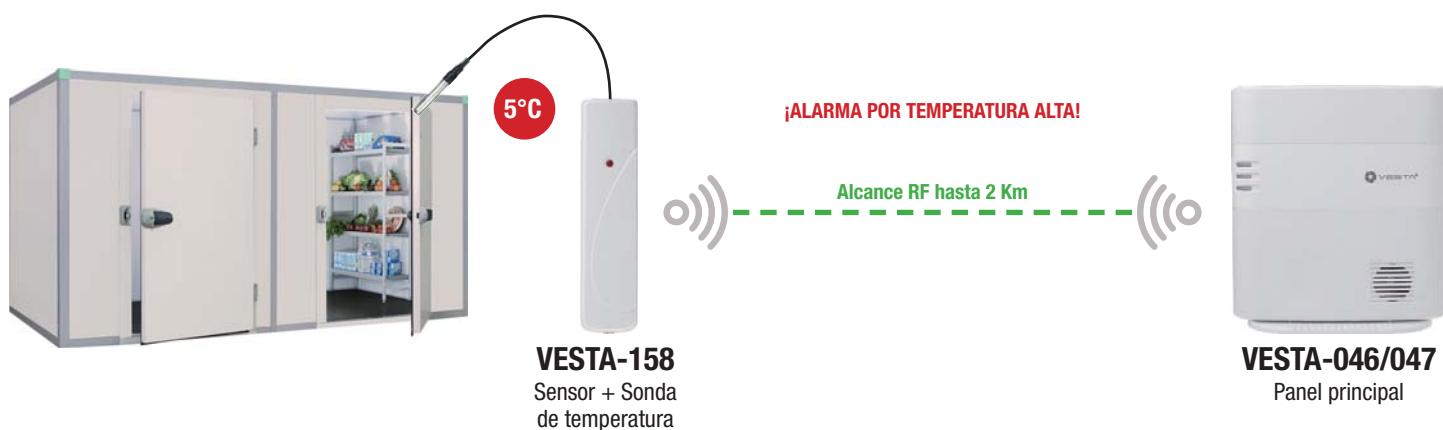 5°C
¡ALARMA POR TEMPERATURA ALTA!
Alcance RF hasta 2 Km
VESTA
VESTA-158
Sensor + Sonda
de temperatura
VESTA-046/047
Panel principal